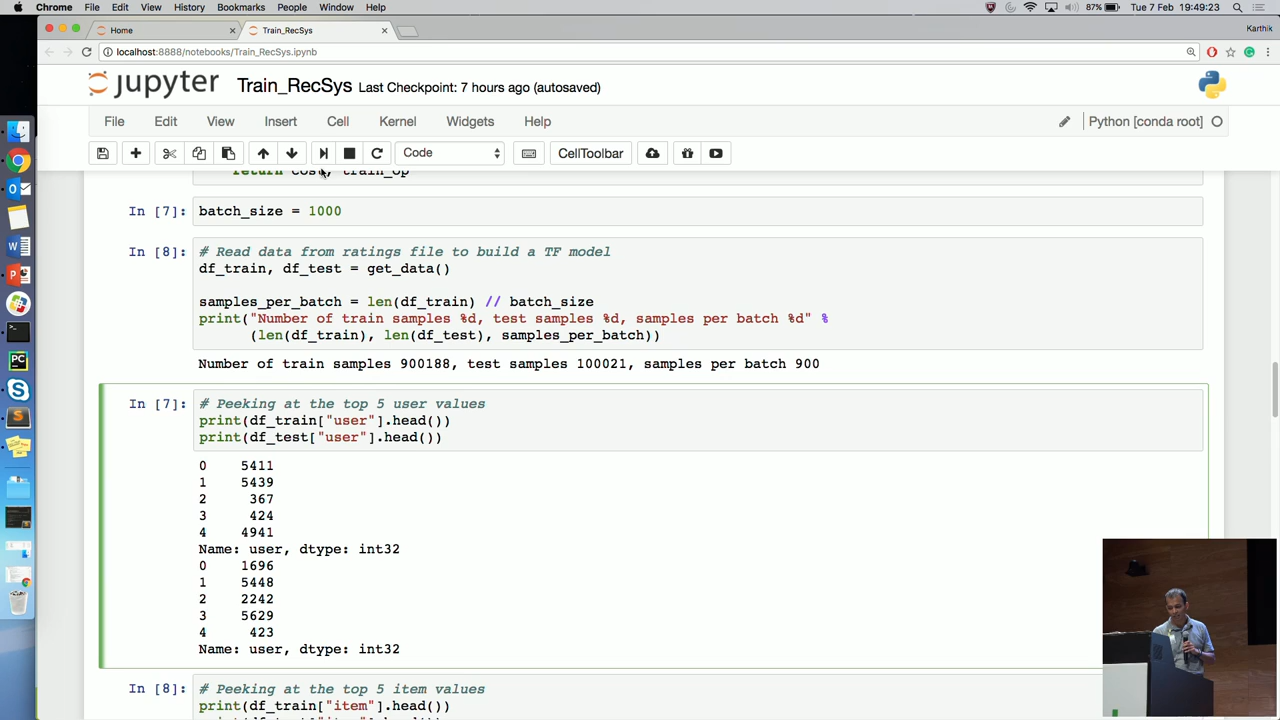 Chrome File Edit View History Bookmarks People Window Help 87% Tue 7 Feb 19:49:23
Home Train_RecSys Karthik
localhost:8888/notebooks/Train_RecSys.ipynb
jupyter Train_RecSys Last Checkpoint: 7 hours ago (autosaved)
File Edit View Insert Cell Kernel Widgets Help Python [conda root]
Code CellToolbar
return cost, train_op
In [7]: batch_size = 1000
In [8]: # Read data from ratings file to build a TF model
df_train, df_test = get_data()
samples_per_batch = len(df_train) // batch_size
print("Number of train samples %d, test samples %d, samples per batch %d" %
(len(df_train), len(df_test), samples_per_batch))
Number of train samples 900188, test samples 100021, samples per batch 900
In [7]: # Peeking at the top 5 user values
print(df_train["user"].head())
print(df_test["user"].head())
0 5411
1 5439
2 367
3 424
4 4941
Name: user, dtype: int32
0 1696
1 5448
2 2242
3 5629
4 423
Name: user, dtype: int32
In [8]: # Peeking at the top 5 item values
print(df_train["item"].head())
print(df_test["item"].head())